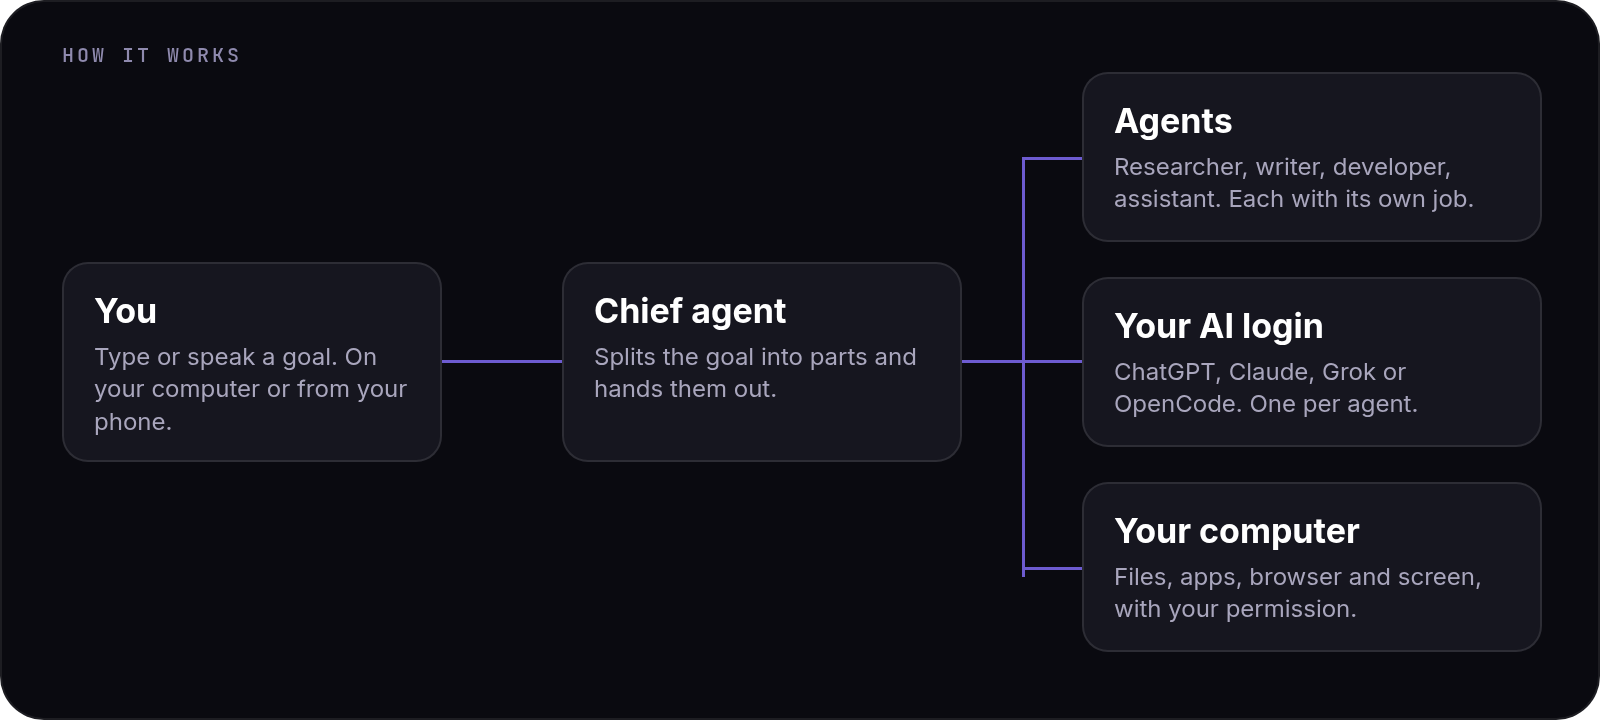 HOW IT WORKS
You
Type or speak a goal. On
your computer or from your
phone.
Chief agent
Splits the goal into parts and
hands them out.
Agents
Researcher, writer, developer,
assistant. Each with its own job.
Your AI login
ChatGPT, Claude, Grok or
OpenCode. One per agent.
Your computer
Files, apps, browser and screen,
with your permission.